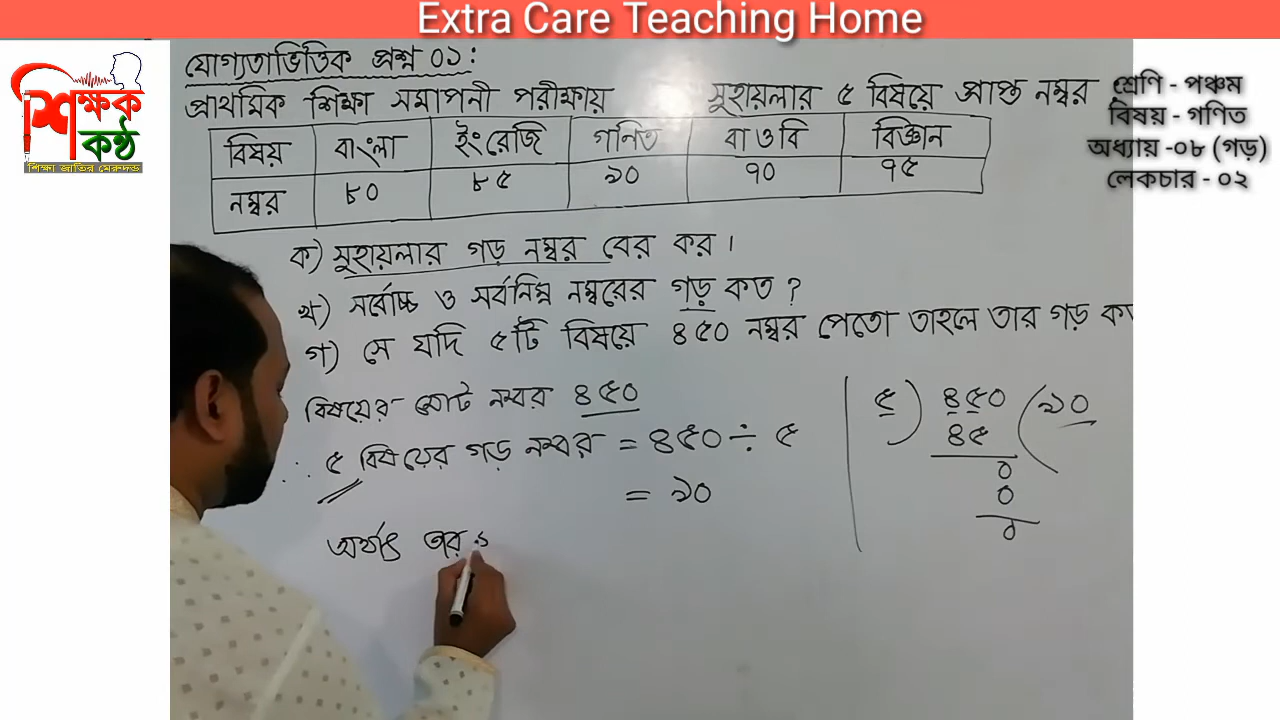 Extra Care Teaching Home
শিক্ষক
কণ্ঠ
শিক্ষা জাতির মেরুদন্ড
শ্রেণি - পঞ্চম
বিষয় - গণিত
অধ্যায় -০৮ (গড়)
লেকচার - ০২
যোগ্যতাভিত্তিক প্রশ্ন ০১:
প্রাথমিক শিক্ষা সমাপনী পরীক্ষায় সুহায়লার ৫ বিষয়ে প্রাপ্ত নম্বর
বিষয় বাংলা ইংরেজি গণিত বা ও বি বিজ্ঞান
নম্বর ৮০ ৮৫ ৯০ ৭০ ৭৫
ক) সুহায়লার গড় নম্বর বের কর।
খ) সর্বোচ্চ ও সর্বনিম্ন নম্বরের গড় কত?
গ) সে যদি ৫টি বিষয়ে ৪৫০ নম্বর পেতো তাহলে তার গড়
বিষয়ের মোট নম্বর ৪৫০
∴ ৫ বিষয়ের গড় নম্বর = ৪৫০ ÷ ৫
= ৯০
অর্থাৎ তার
৫) ৪৫০ (৯০
৪৫
০
০
০